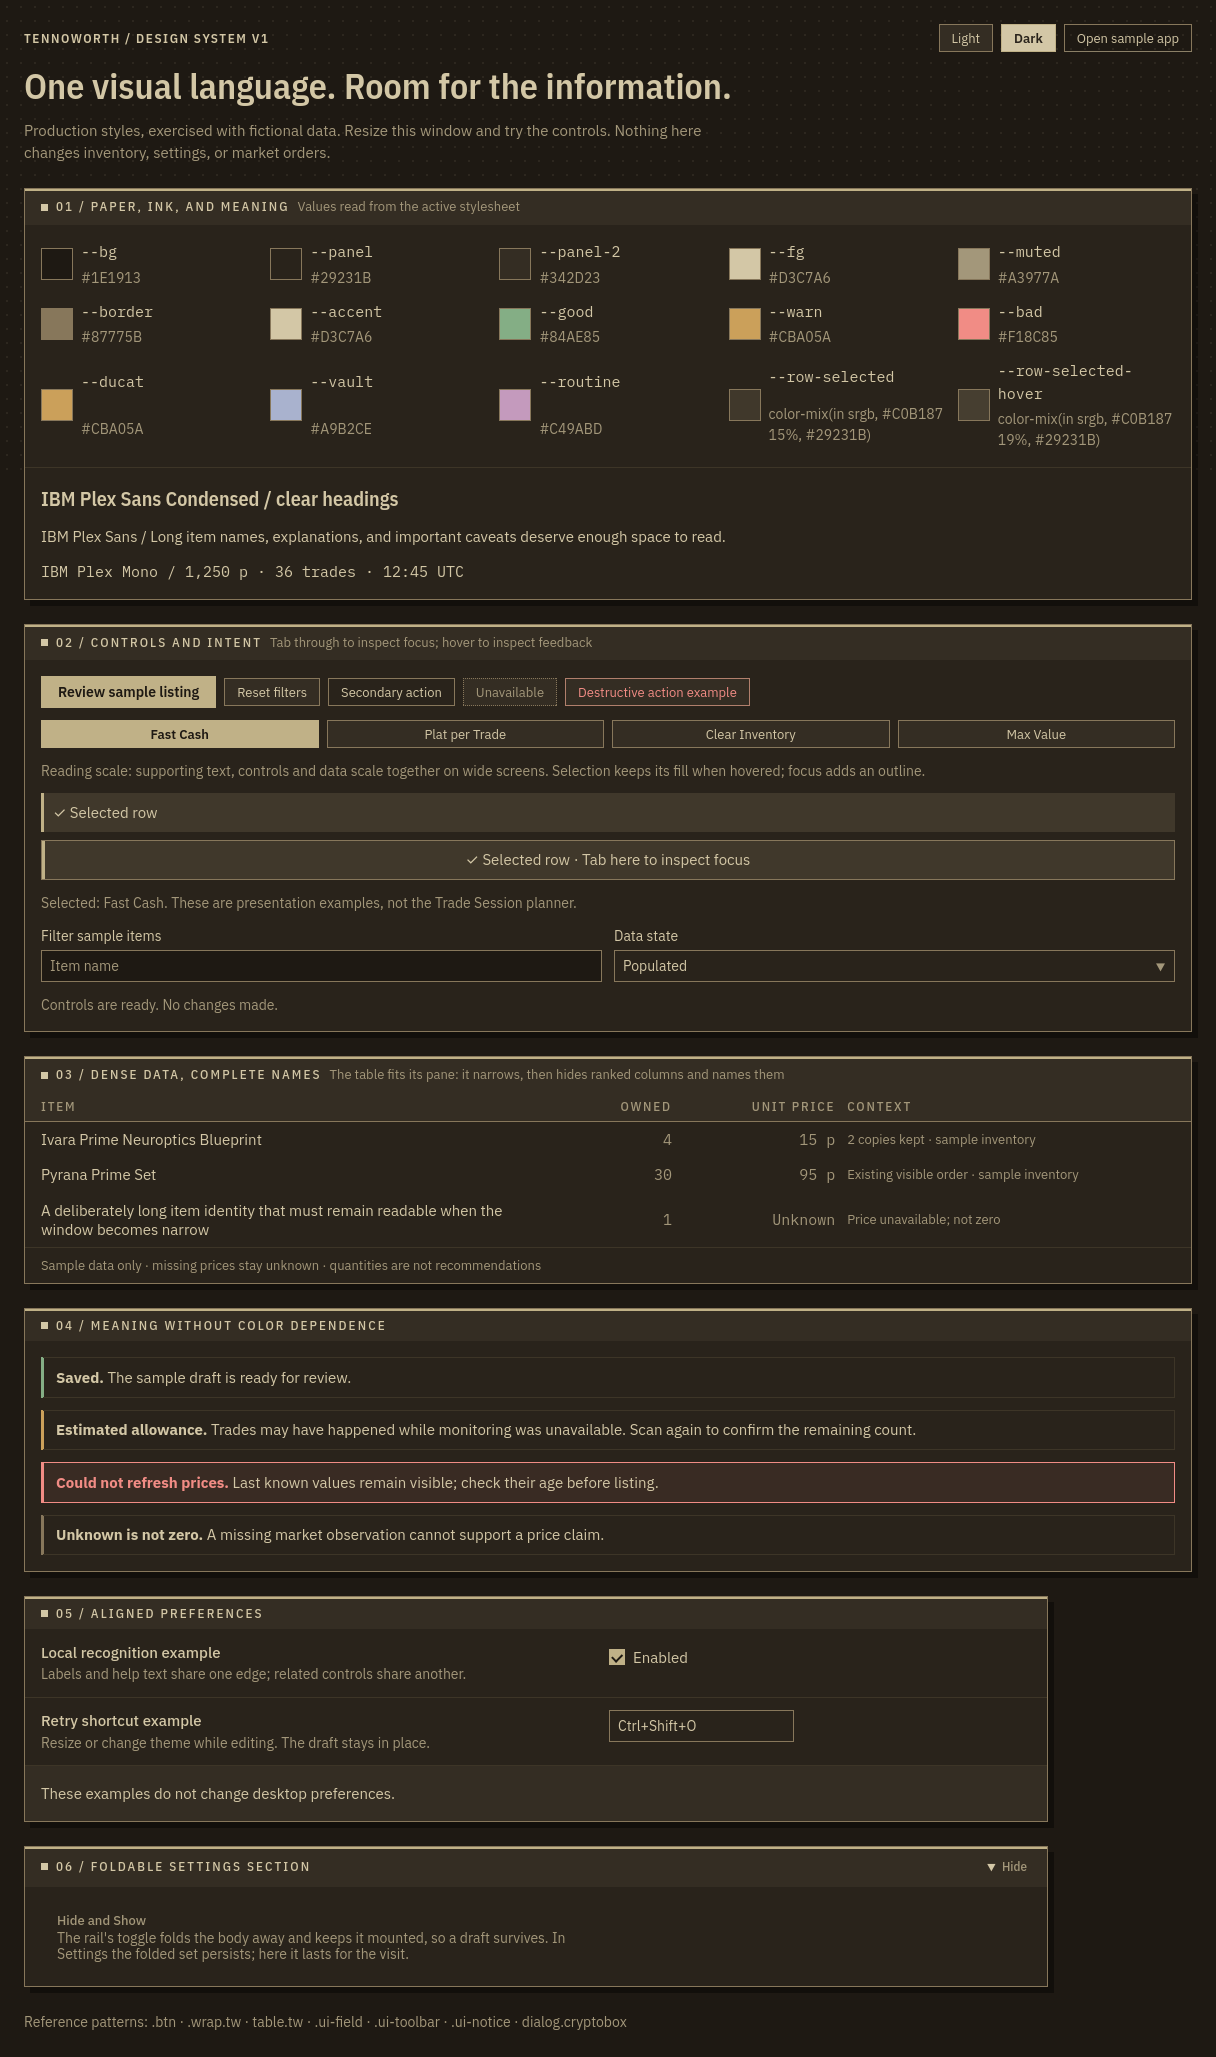 TENNOWORTH / DESIGN SYSTEM V1
Light
Dark
Open sample app
One visual language. Room for the information.
Production styles, exercised with fictional data. Resize this window and try the controls. Nothing here
changes inventory, settings, or market orders.
01 / PAPER, INK, AND MEANING Values read from the active stylesheet
--bg
#1E1913
--panel
#29231B
--panel-2
#342D23
--fg
#D3C7A6
--muted
#A3977A
--border
#87775B
--accent
#D3C7A6
--good
#84AE85
--warn
#CBA05A
--bad
#F18C85
--ducat
#CBA05A
--vault
#A9B2CE
--routine
#C49ABD
--row-selected
color-mix(in srgb, #C0B187
15%, #29231B)
--row-selected-
hover
color-mix(in srgb, #C0B187
19%, #29231B)
IBM Plex Sans Condensed / clear headings
IBM Plex Sans / Long item names, explanations, and important caveats deserve enough space to read.
IBM Plex Mono / 1,250 p · 36 trades · 12:45 UTC
02 / CONTROLS AND INTENT Tab through to inspect focus; hover to inspect feedback
Review sample listing
Reset filters
Secondary action
Unavailable
Destructive action example
Fast Cash
Plat per Trade
Clear Inventory
Max Value
Reading scale: supporting text, controls and data scale together on wide screens. Selection keeps its fill when hovered; focus adds an outline.
✓ Selected row
✓ Selected row · Tab here to inspect focus
Selected: Fast Cash. These are presentation examples, not the Trade Session planner.
Filter sample items
Item name
Data state
Populated ▼
Controls are ready. No changes made.
03 / DENSE DATA, COMPLETE NAMES The table fits its pane: it narrows, then hides ranked columns and names them
ITEM OWNED UNIT PRICE CONTEXT
Ivara Prime Neuroptics Blueprint 4 15 p 2 copies kept · sample inventory
Pyrana Prime Set 30 95 p Existing visible order · sample inventory
A deliberately long item identity that must remain readable when the
window becomes narrow 1 Unknown Price unavailable; not zero
Sample data only · missing prices stay unknown · quantities are not recommendations
04 / MEANING WITHOUT COLOR DEPENDENCE
Saved. The sample draft is ready for review.
Estimated allowance. Trades may have happened while monitoring was unavailable. Scan again to confirm the remaining count.
Could not refresh prices. Last known values remain visible; check their age before listing.
Unknown is not zero. A missing market observation cannot support a price claim.
05 / ALIGNED PREFERENCES
Local recognition example
Labels and help text share one edge; related controls share another.
Enabled
Retry shortcut example
Resize or change theme while editing. The draft stays in place.
Ctrl+Shift+O
These examples do not change desktop preferences.
06 / FOLDABLE SETTINGS SECTION
▼ Hide
Hide and Show
The rail's toggle folds the body away and keeps it mounted, so a draft survives. In
Settings the folded set persists; here it lasts for the visit.
Reference patterns: .btn · .wrap.tw · table.tw · .ui-field · .ui-toolbar · .ui-notice · dialog.cryptobox